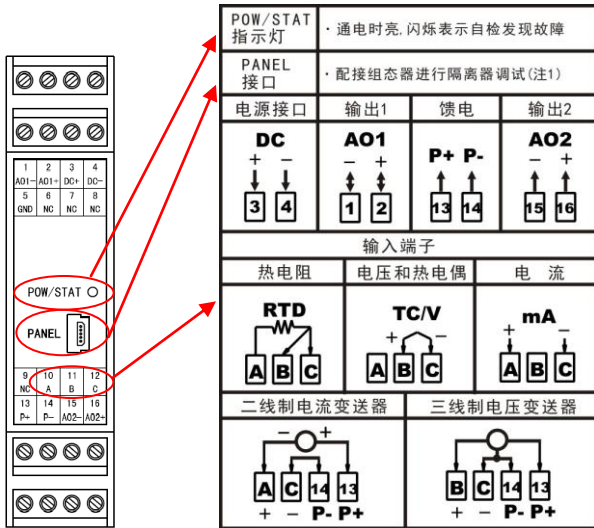 1 2 3 4
AO1- AO1+ DC+ DC-
5 6 7 8
GND NC NC NC
POW/STAT
PANEL
9 10 11 12
NC A B C
13 14 15 16
P+ P- AO2- AO2+
POW/STAT
指示灯
·通电时亮,闪烁表示自检发现故障
PANEL
接口
·配接组态器进行隔离器调试(注1)
电源接口 输出1 馈电 输出2
DC AO1 P+ P- AO2
+ - - + - +
3 4 1 2 13 14 15 16
输入端子
热电阻 电压和热电偶 电 流
RTD TC/V mA
+ - + -
A B C A B C A B C
二线制电流变送器 三线制电压变送器
- +
A C 14 13 B C 14 13
+ - P- P+ + - P- P+